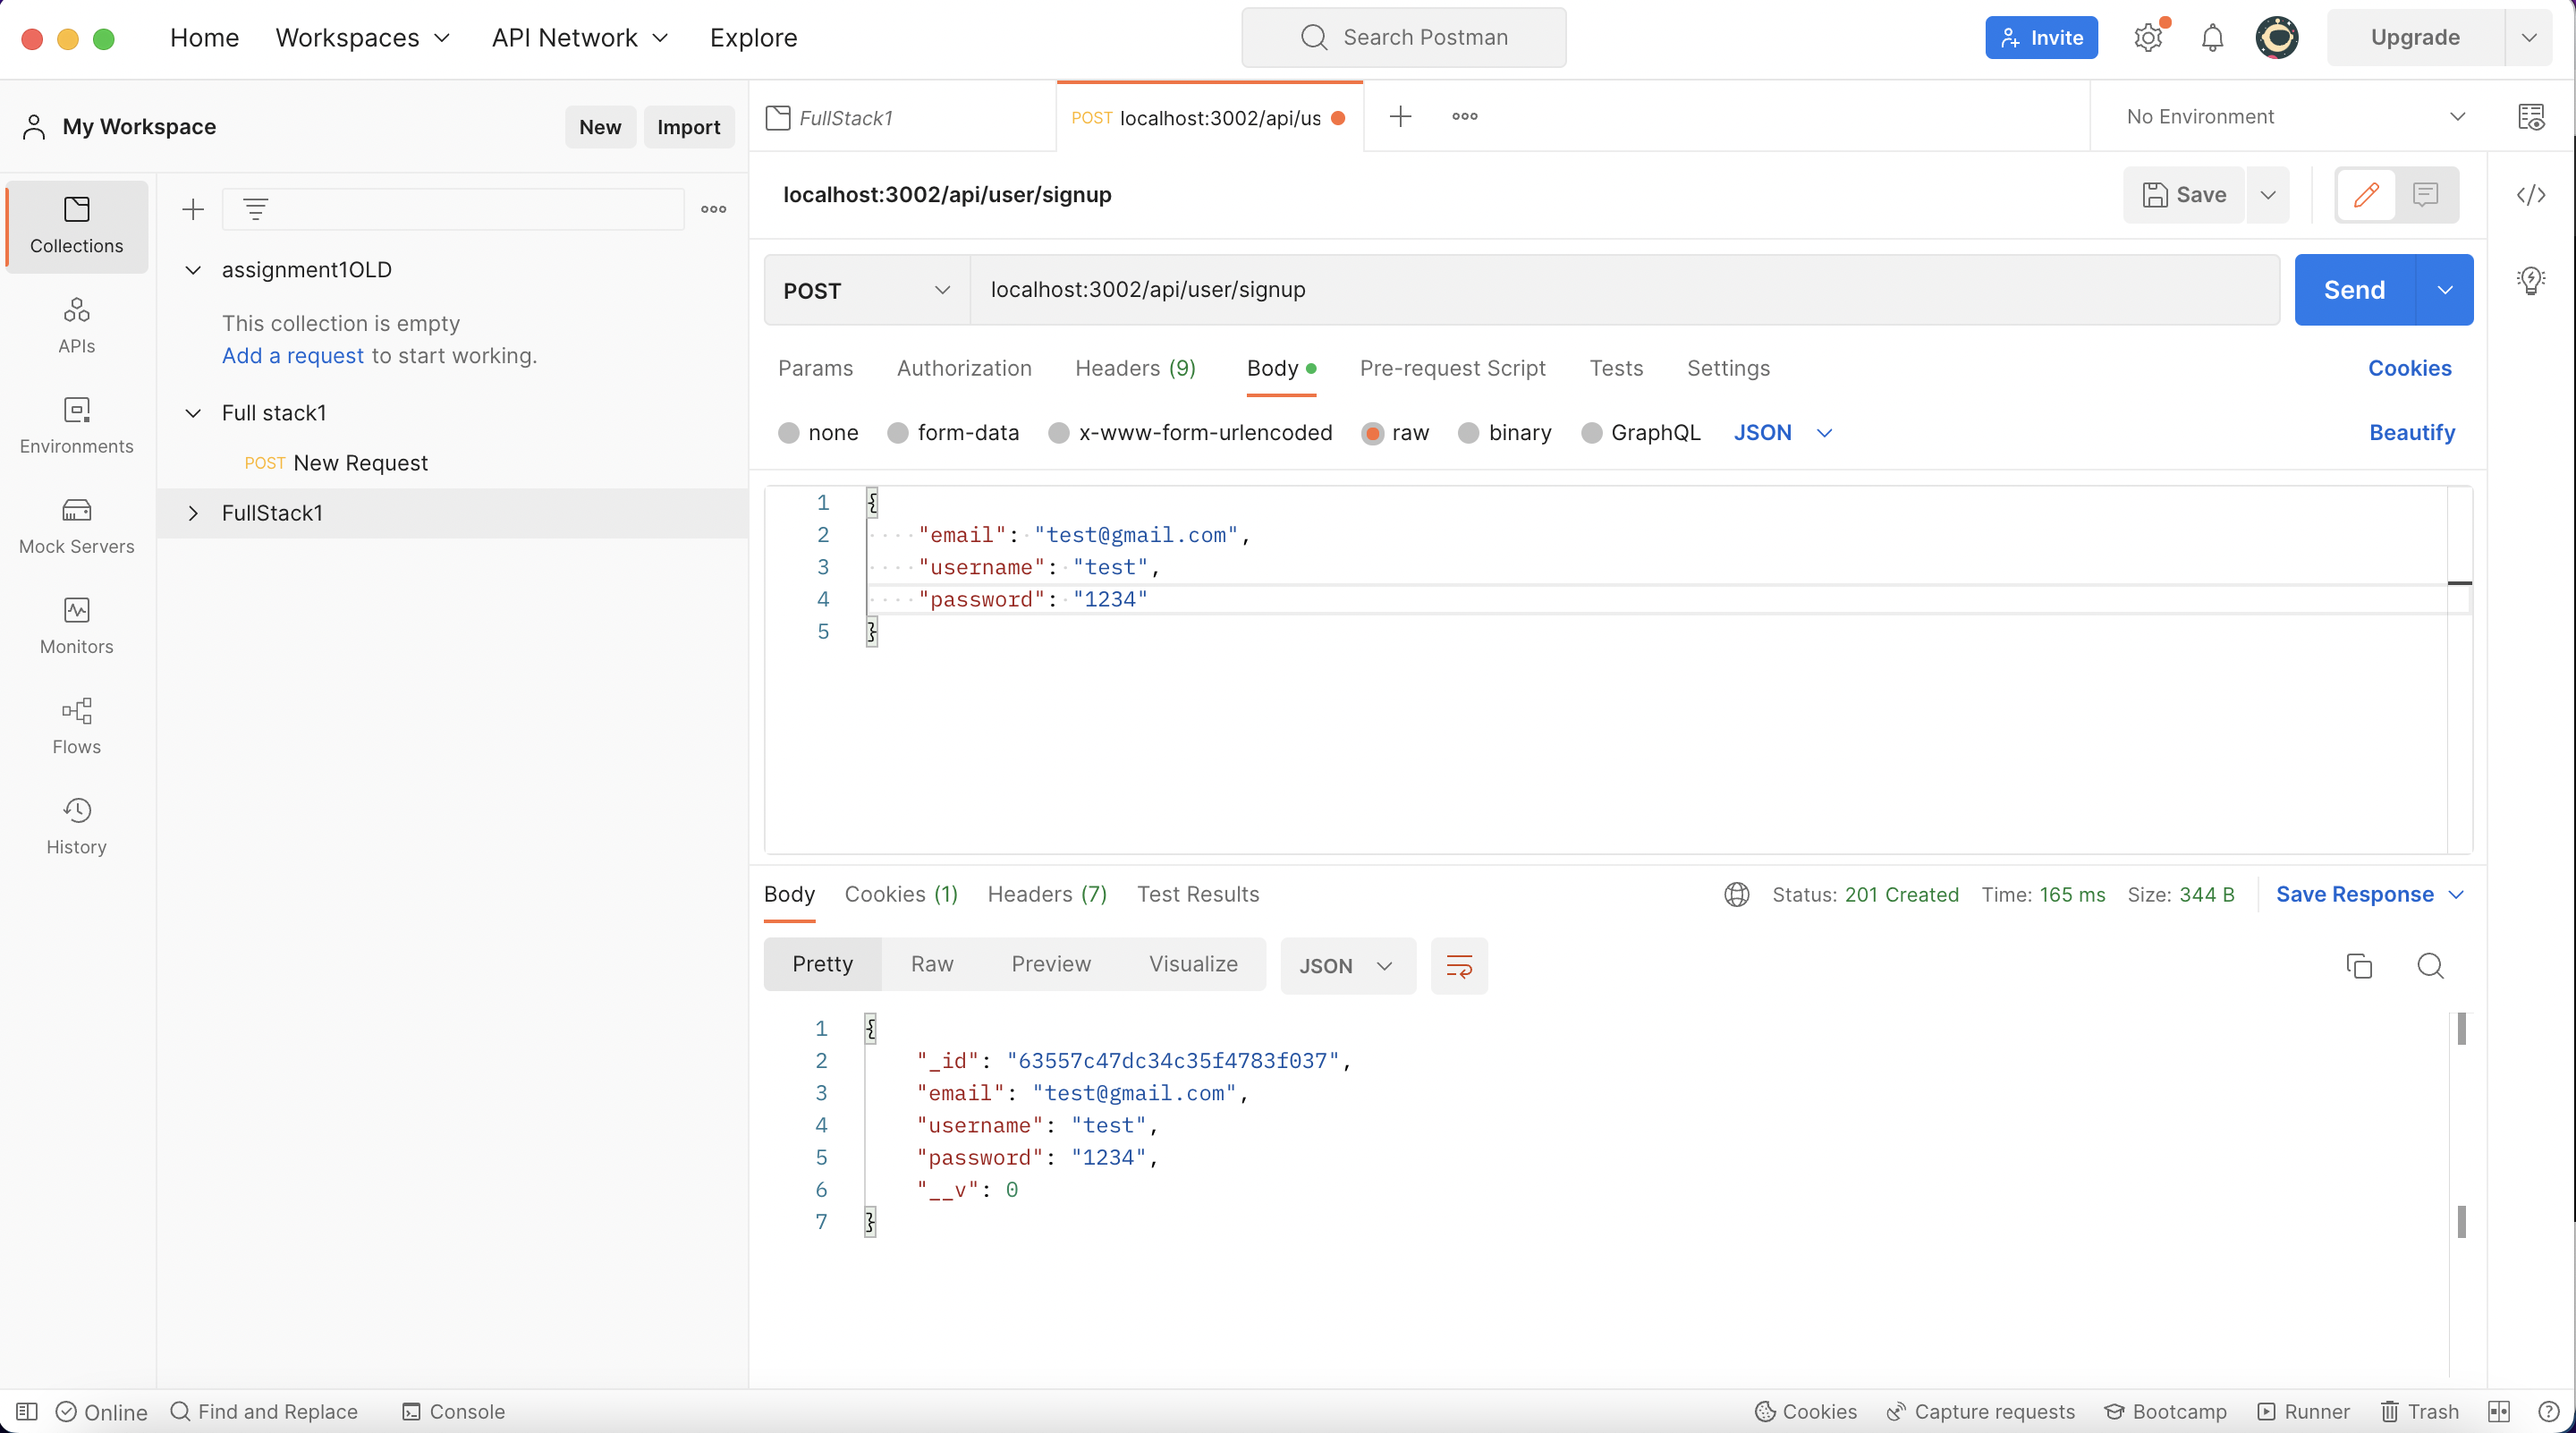 Home Workspaces API Network Explore
Search Postman
Invite Upgrade
My Workspace New Import
FullStack1
POST localhost:3002/api/us
No Environment
localhost:3002/api/user/signup
Save
Collections
APIs
Environments
Mock Servers
Monitors
Flows
History
assignment1OLD
This collection is empty
Add a request to start working.
Full stack1
POST New Request
FullStack1
POST localhost:3002/api/user/signup Send
Params Authorization Headers (9) Body Pre-request Script Tests Settings Cookies
none form-data x-www-form-urlencoded raw binary GraphQL JSON Beautify
1 {
2 "email": "test@gmail.com",
3 "username": "test",
4 "password": "1234"
5 }
Body Cookies (1) Headers (7) Test Results Status: 201 Created Time: 165 ms Size: 344 B Save Response
Pretty Raw Preview Visualize JSON
1 {
2 "_id": "63557c47dc34c35f4783f037",
3 "email": "test@gmail.com",
4 "username": "test",
5 "password": "1234",
6 "__v": 0
7 }
Online Find and Replace Console Cookies Capture requests Bootcamp Runner Trash